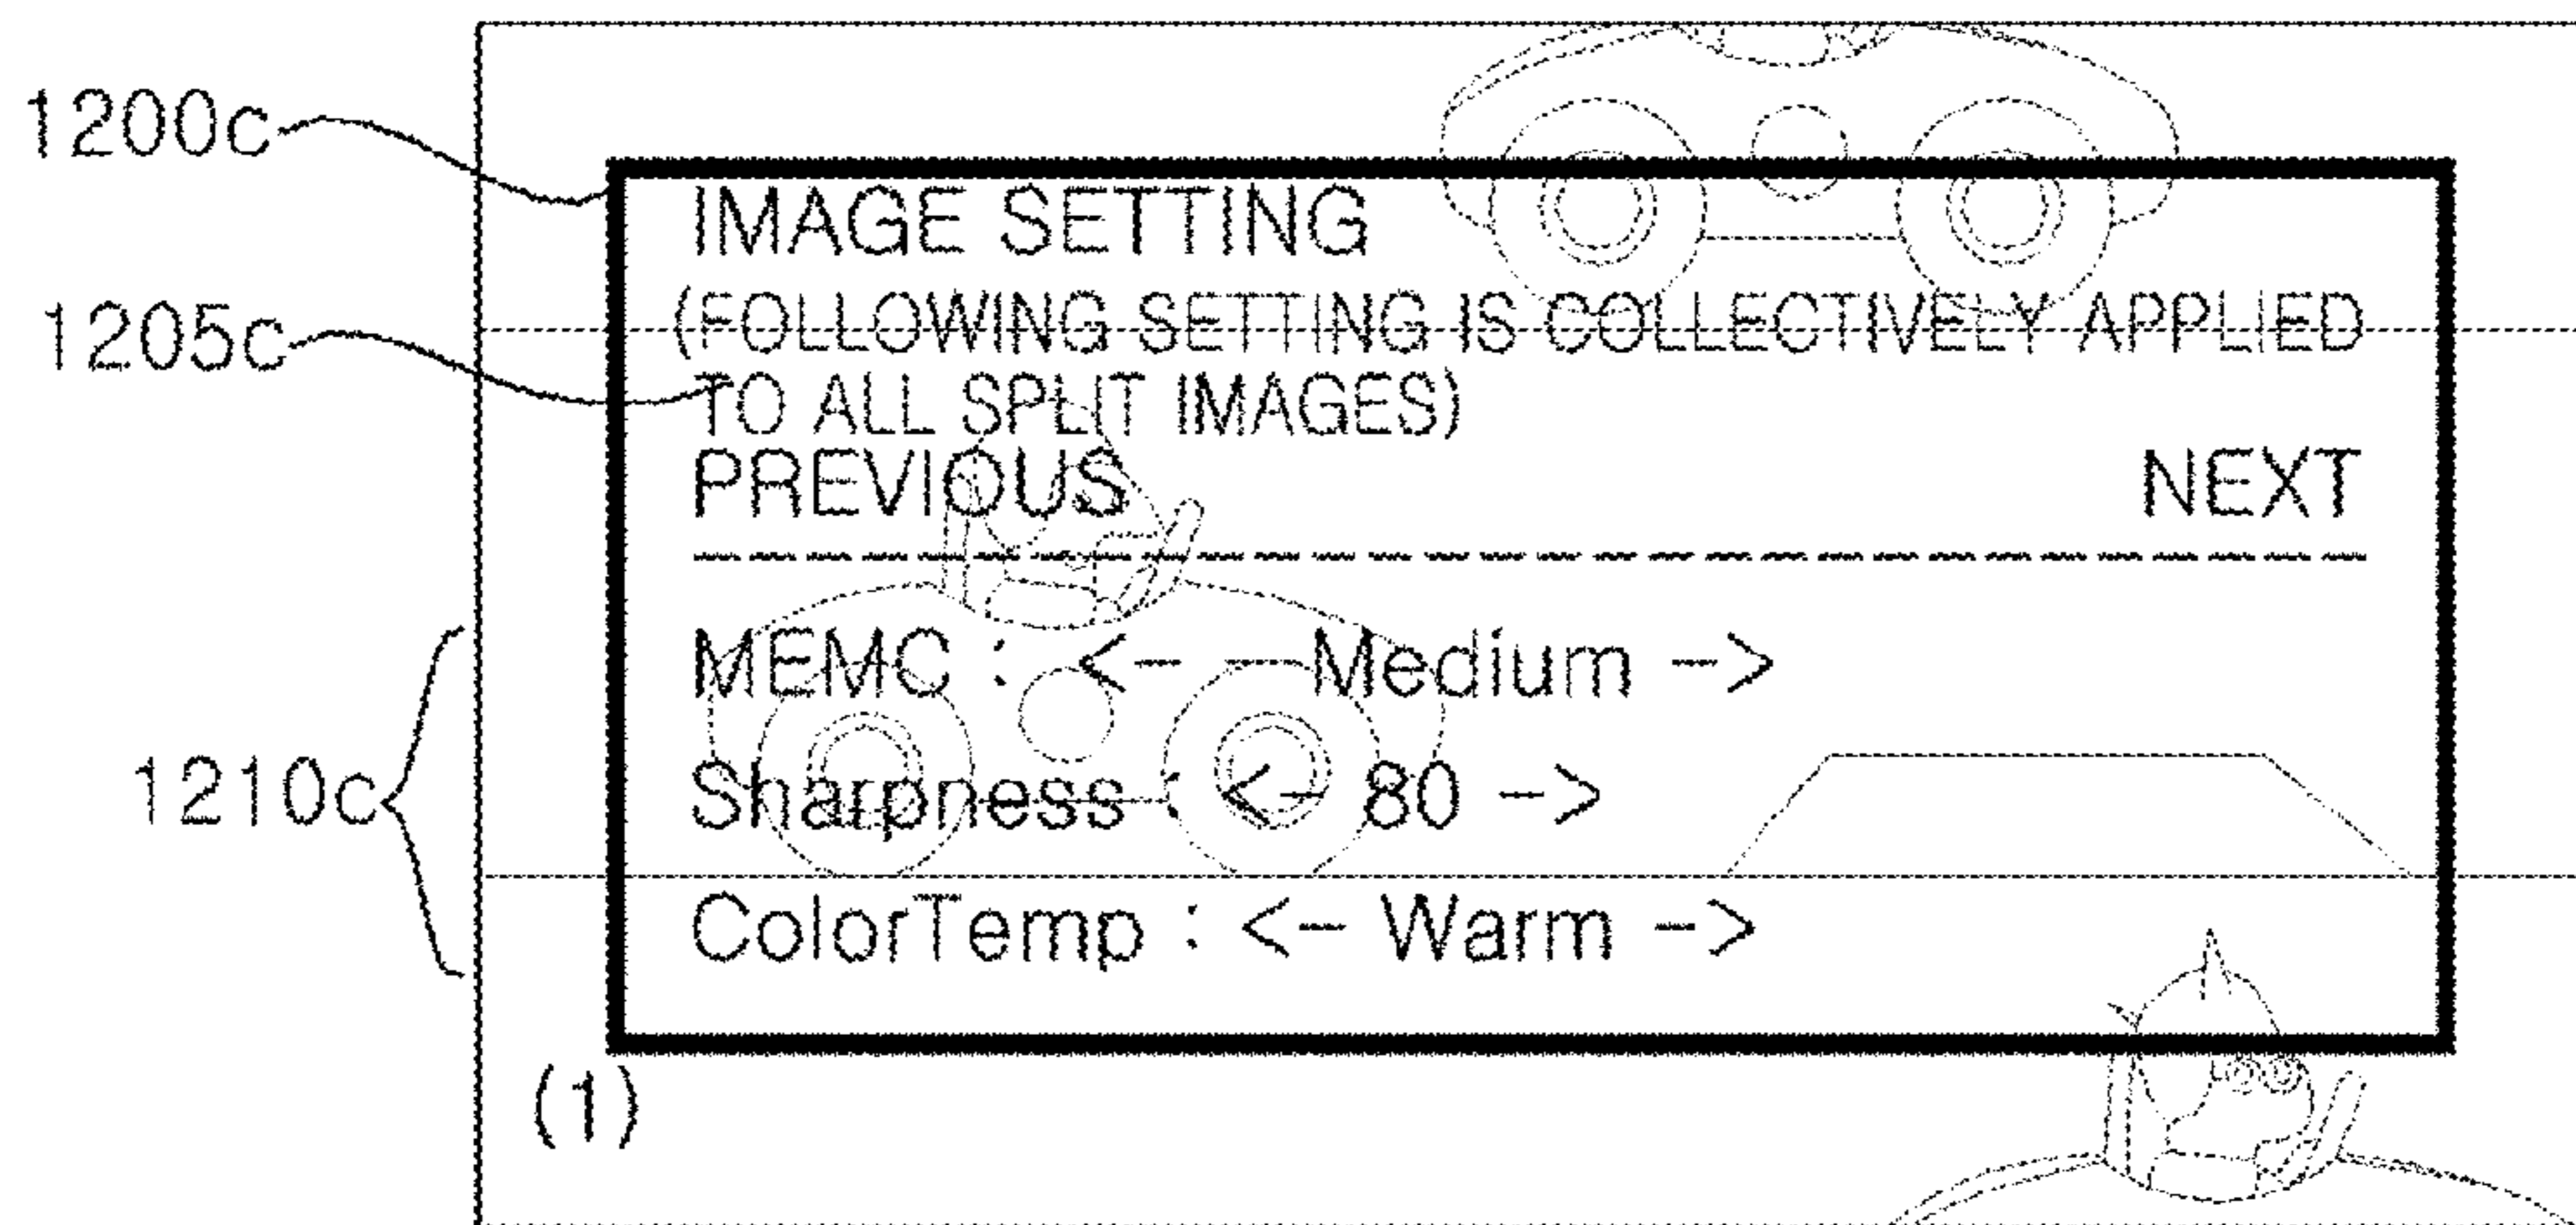 1200c
IMAGE SETTING
1205c
(FOLLOWING SETTING IS COLLECTIVELY APPLIED
TO ALL SPLIT IMAGES)
PREVIOUS NEXT
MEMC : <- Medium ->
1210c
Sharpness : <- 80 ->
ColorTemp : <- Warm ->
(1)